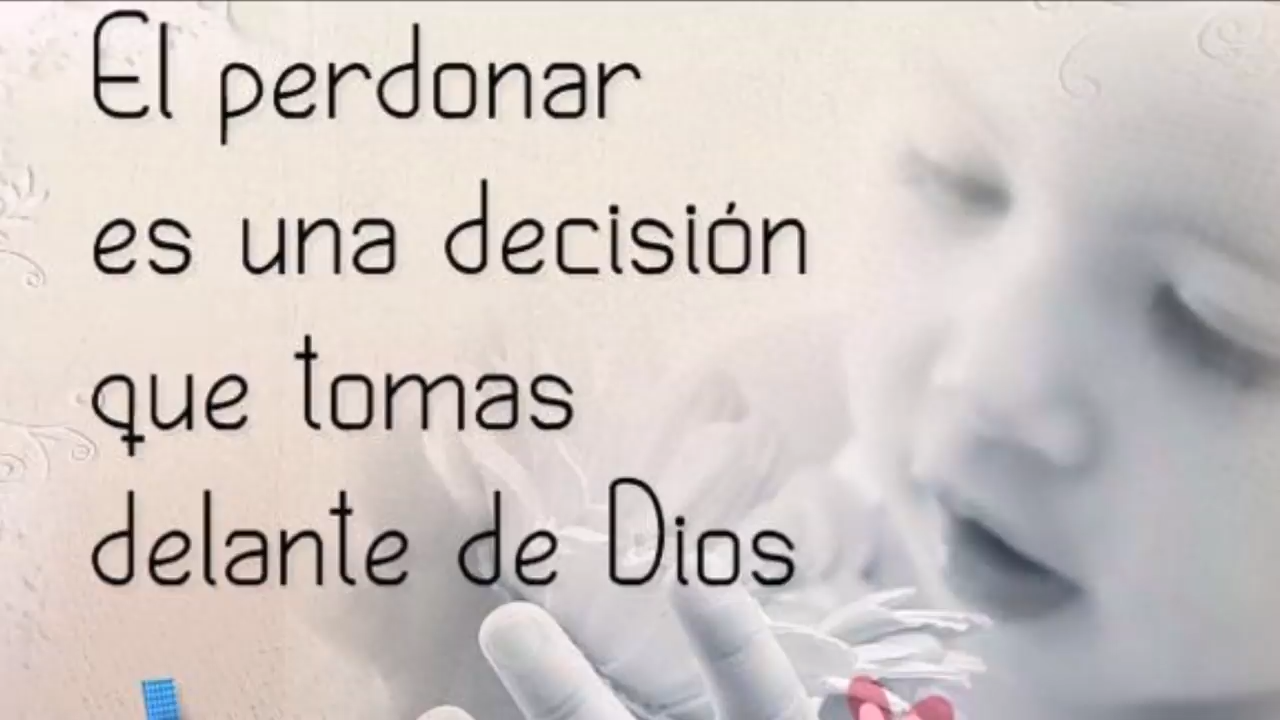 El perdonar
es una decisión
que tomas
delante de Dios